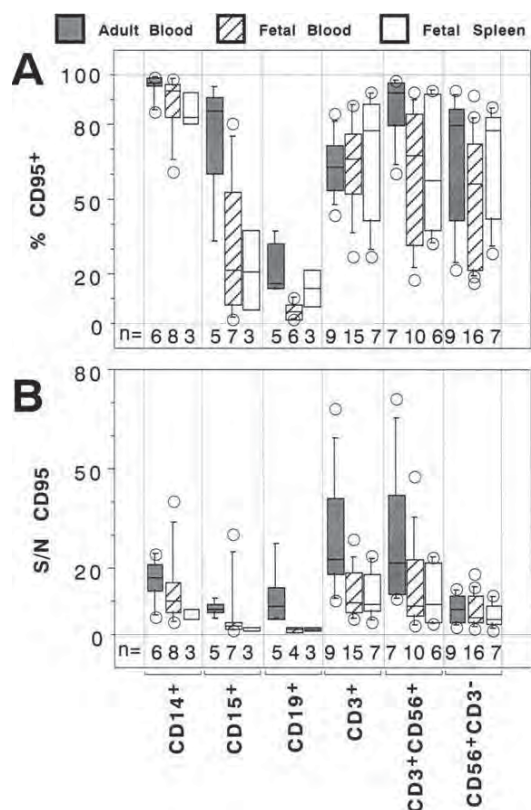 Adult Blood Fetal Blood Fetal Spleen
A
% CD95+
100
80
50
20
0
n= 6 8 3 5 7 3 5 6 3 9 15 7 7 10 6 9 16 7
B
S/N CD95
80
50
20
0
n= 6 8 3 5 7 3 5 4 3 9 15 7 7 10 6 9 16 7
CD14+
CD15+
CD19+
CD3+
CD3+CD56+
CD56+CD3-